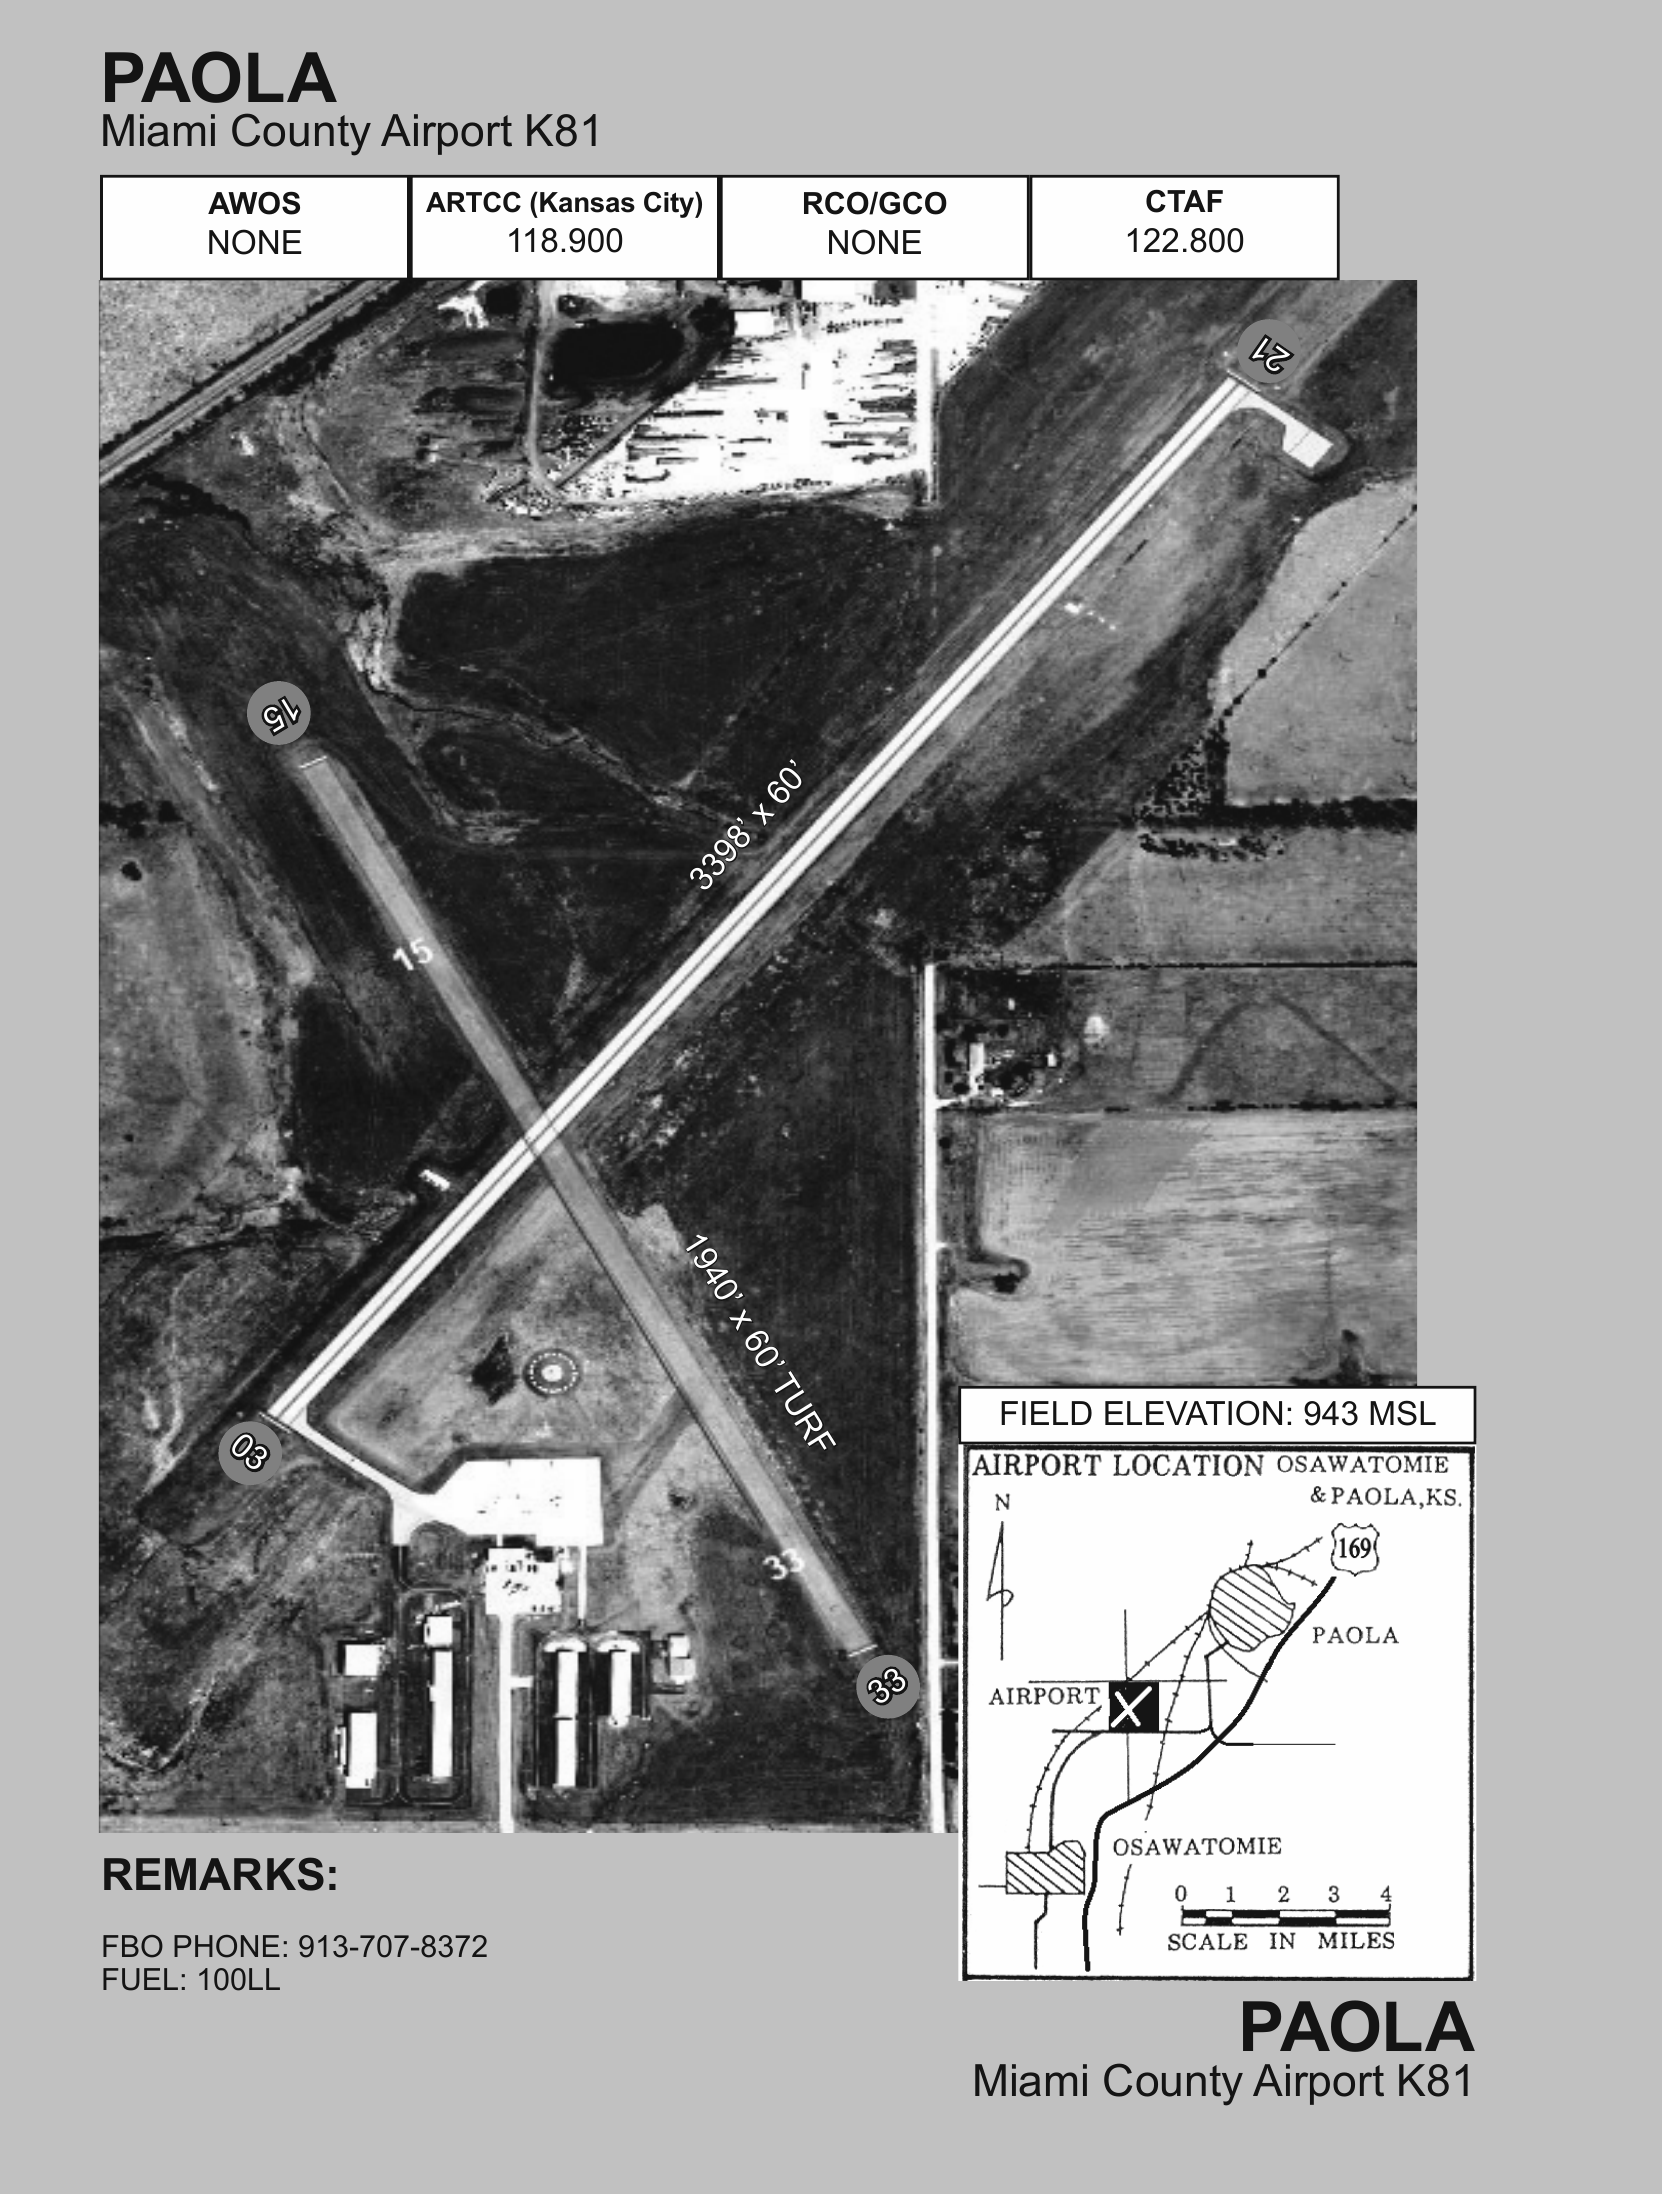 PAOLA
Miami County Airport K81
AWOS
NONE
ARTCC (Kansas City)
118.900
RCO/GCO
NONE
CTAF
122.800
21
15
3398’ x 60’
15
1940’ x 60’ TURF
03
33
33
FIELD ELEVATION: 943 MSL
AIRPORT LOCATION OSAWATOMIE
& PAOLA, KS.
N
169
PAOLA
AIRPORT
OSAWATOMIE
0 1 2 3 4
SCALE IN MILES
REMARKS:
FBO PHONE: 913-707-8372
FUEL: 100LL
PAOLA
Miami County Airport K81